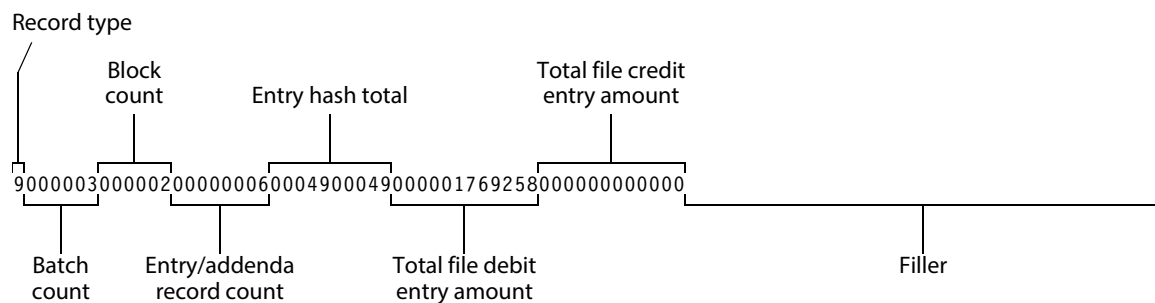 Record type
Block
count
Entry hash total
Total file credit
entry amount
9000003000002000000060004900049000001769258000000000000
Batch
count
Entry/addenda
record count
Total file debit
entry amount
Filler